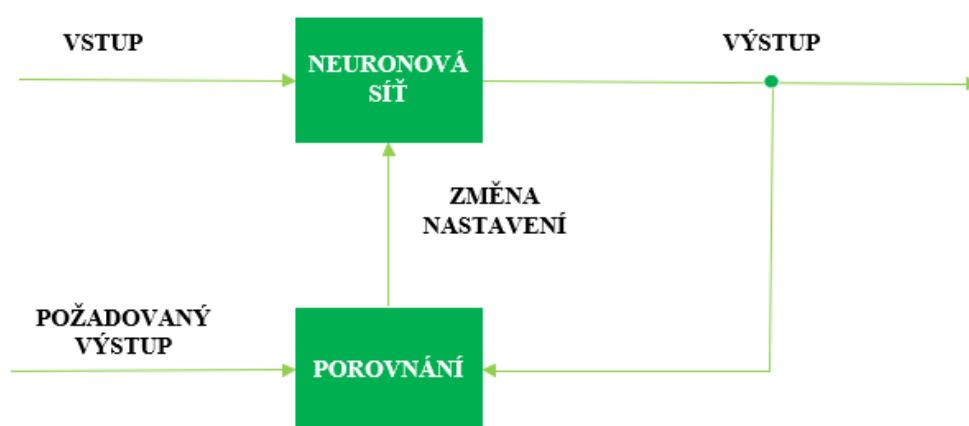 VSTUP
NEURONOVÁ
SÍŤ
VÝSTUP
ZMĚNA
NASTAVENÍ
POŽADOVANÝ
VÝSTUP
POROVNÁNÍ